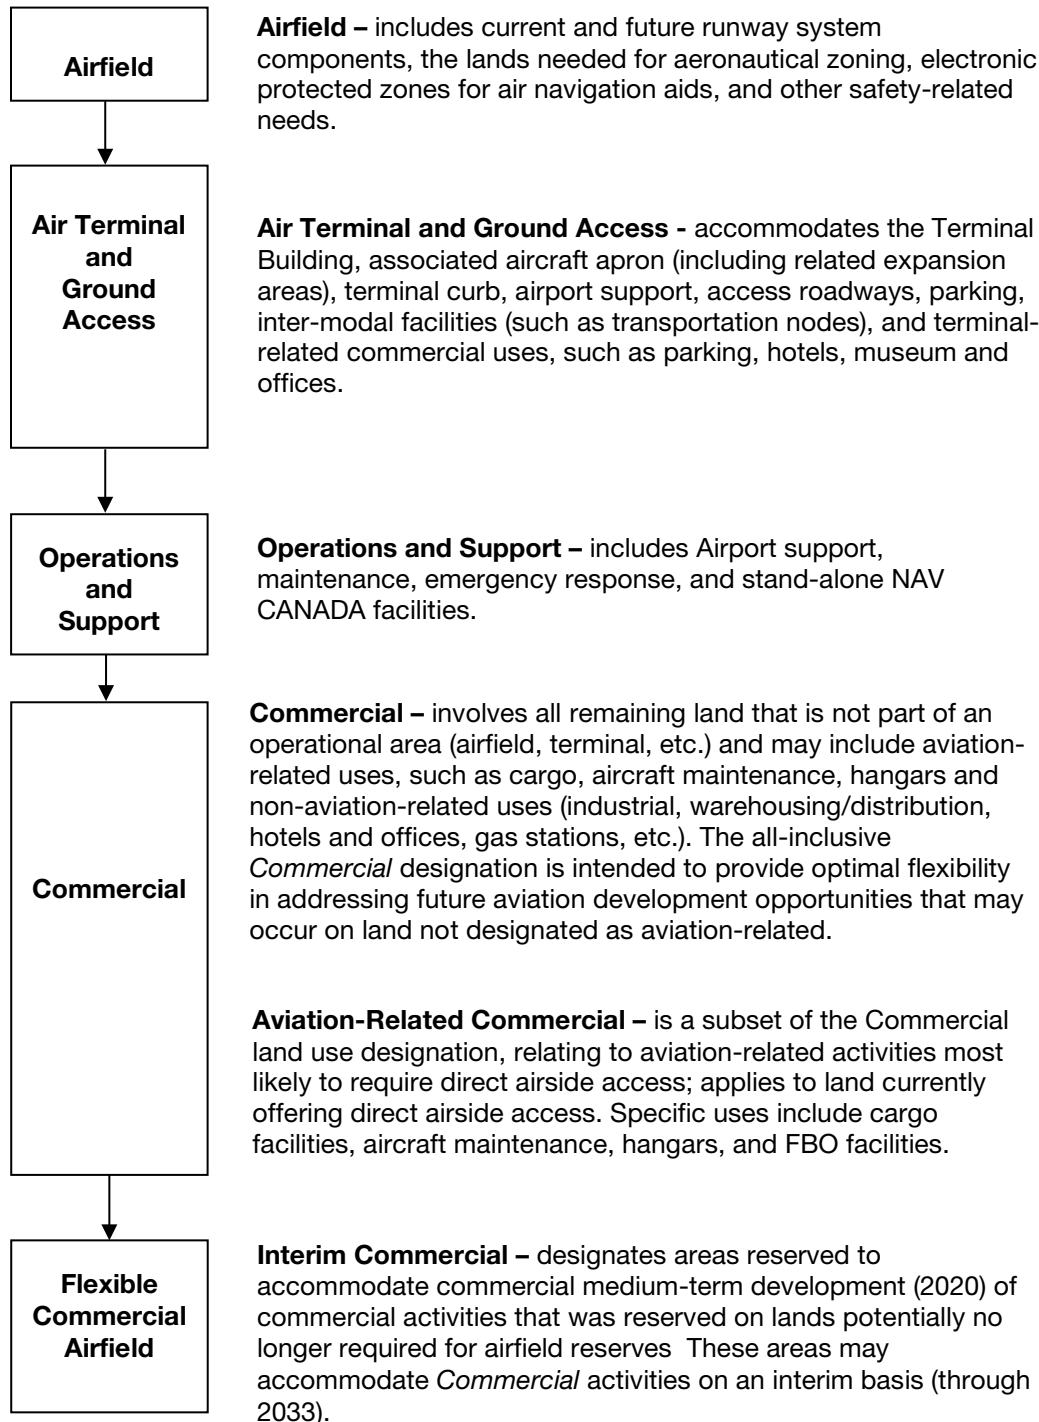 Airfield
Airfield – includes current and future runway system
components, the lands needed for aeronautical zoning, electronic
protected zones for air navigation aids, and other safety-related
needs.
Air Terminal
and
Ground
Access
Air Terminal and Ground Access - accommodates the Terminal
Building, associated aircraft apron (including related expansion
areas), terminal curb, airport support, access roadways, parking,
inter-modal facilities (such as transportation nodes), and terminal-
related commercial uses, such as parking, hotels, museum and
offices.
Operations
and
Support
Operations and Support – includes Airport support,
maintenance, emergency response, and stand-alone NAV
CANADA facilities.
Commercial
Commercial – involves all remaining land that is not part of an
operational area (airfield, terminal, etc.) and may include aviation-
related uses, such as cargo, aircraft maintenance, hangars and
non-aviation-related uses (industrial, warehousing/distribution,
hotels and offices, gas stations, etc.). The all-inclusive
Commercial designation is intended to provide optimal flexibility
in addressing future aviation development opportunities that may
occur on land not designated as aviation-related.
Aviation-Related Commercial – is a subset of the Commercial
land use designation, relating to aviation-related activities most
likely to require direct airside access; applies to land currently
offering direct airside access. Specific uses include cargo
facilities, aircraft maintenance, hangars, and FBO facilities.
Flexible
Commercial
Airfield
Interim Commercial – designates areas reserved to
accommodate commercial medium-term development (2020) of
commercial activities that was reserved on lands potentially no
longer required for airfield reserves  These areas may
accommodate Commercial activities on an interim basis (through
2033).